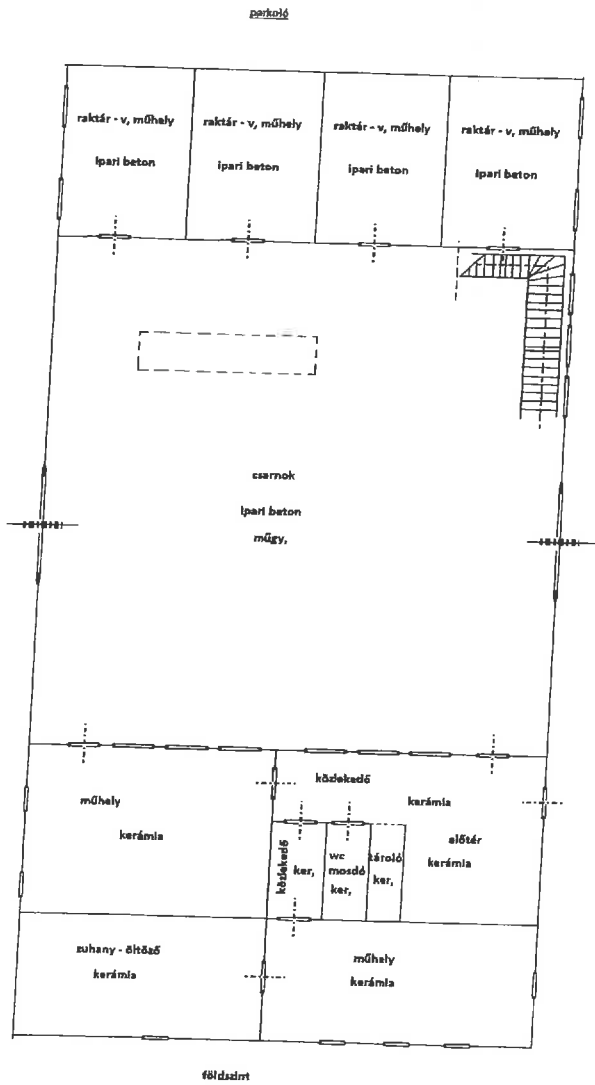 parkoló
raktár - v, műhely
ipari beton
raktár - v, műhely
ipari beton
raktár - v, műhely
ipari beton
raktár - v, műhely
ipari beton
csarnok
ipari beton
műgy,
közlekedő
kerámia
műhely
kerámia
előtér
kerámia
közlekedő
ker,
wc
mosdó
ker,
tároló
ker,
zuhany - öltöző
kerámia
műhely
kerámia
földszint